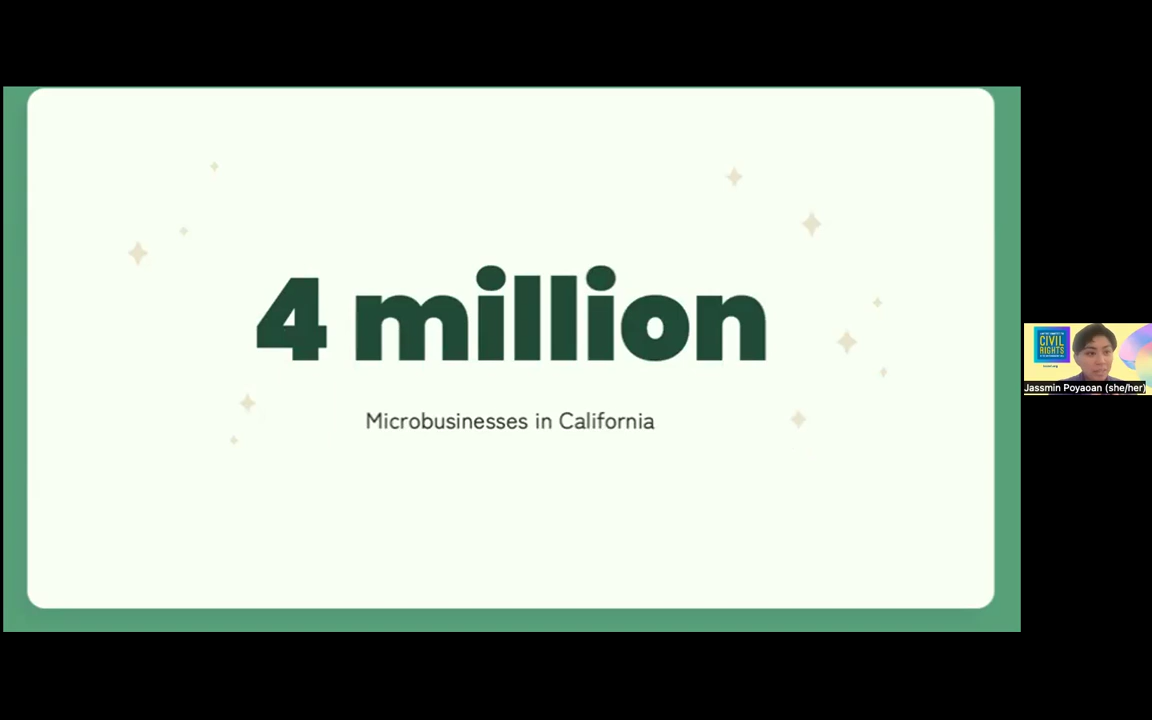 4 million
Microbusinesses in California
CIVIL
RIGHTS
Jassmin Poyaoan (she/her)